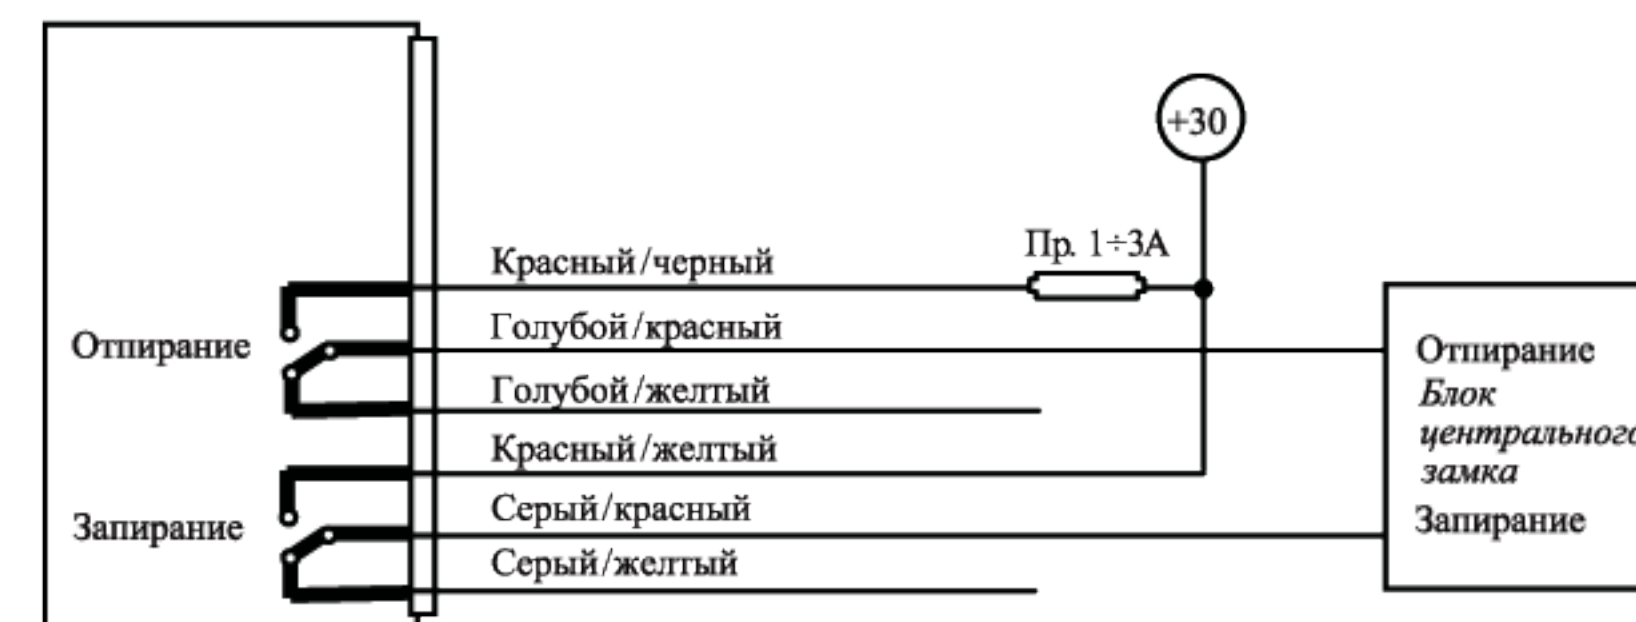 +30
Пр. 1÷3А
Красный/черный
Голубой/красный
Голубой/желтый
Красный/желтый
Серый/красный
Серый/желтый
Отпирание
Запирание
Отпирание
Блок
центрального
замка
Запирание